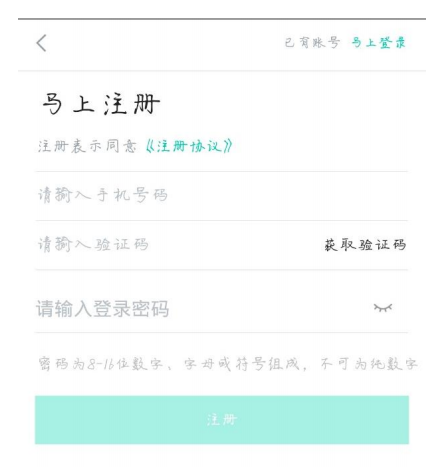 已有账号 马上登录
马上注册
注册表示同意《注册协议》
请输入手机号码
请输入验证码 获取验证码
请输入登录密码
密码为8-16位数字、字母或符号组成,不可为纯数字
注册